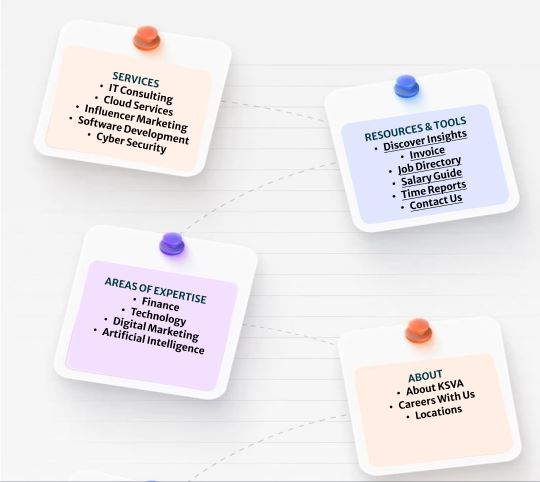 SERVICES
• IT Consulting
• Cloud Services
• Influencer Marketing
• Software Development
• Cyber Security
RESOURCES & TOOLS
• Discover Insights
• Invoice
• Job Directory
• Salary Guide
• Time Reports
• Contact Us
AREAS OF EXPERTISE
• Finance
• Technology
• Digital Marketing
• Artificial Intelligence
ABOUT
• About KSVA
• Careers With Us
• Locations